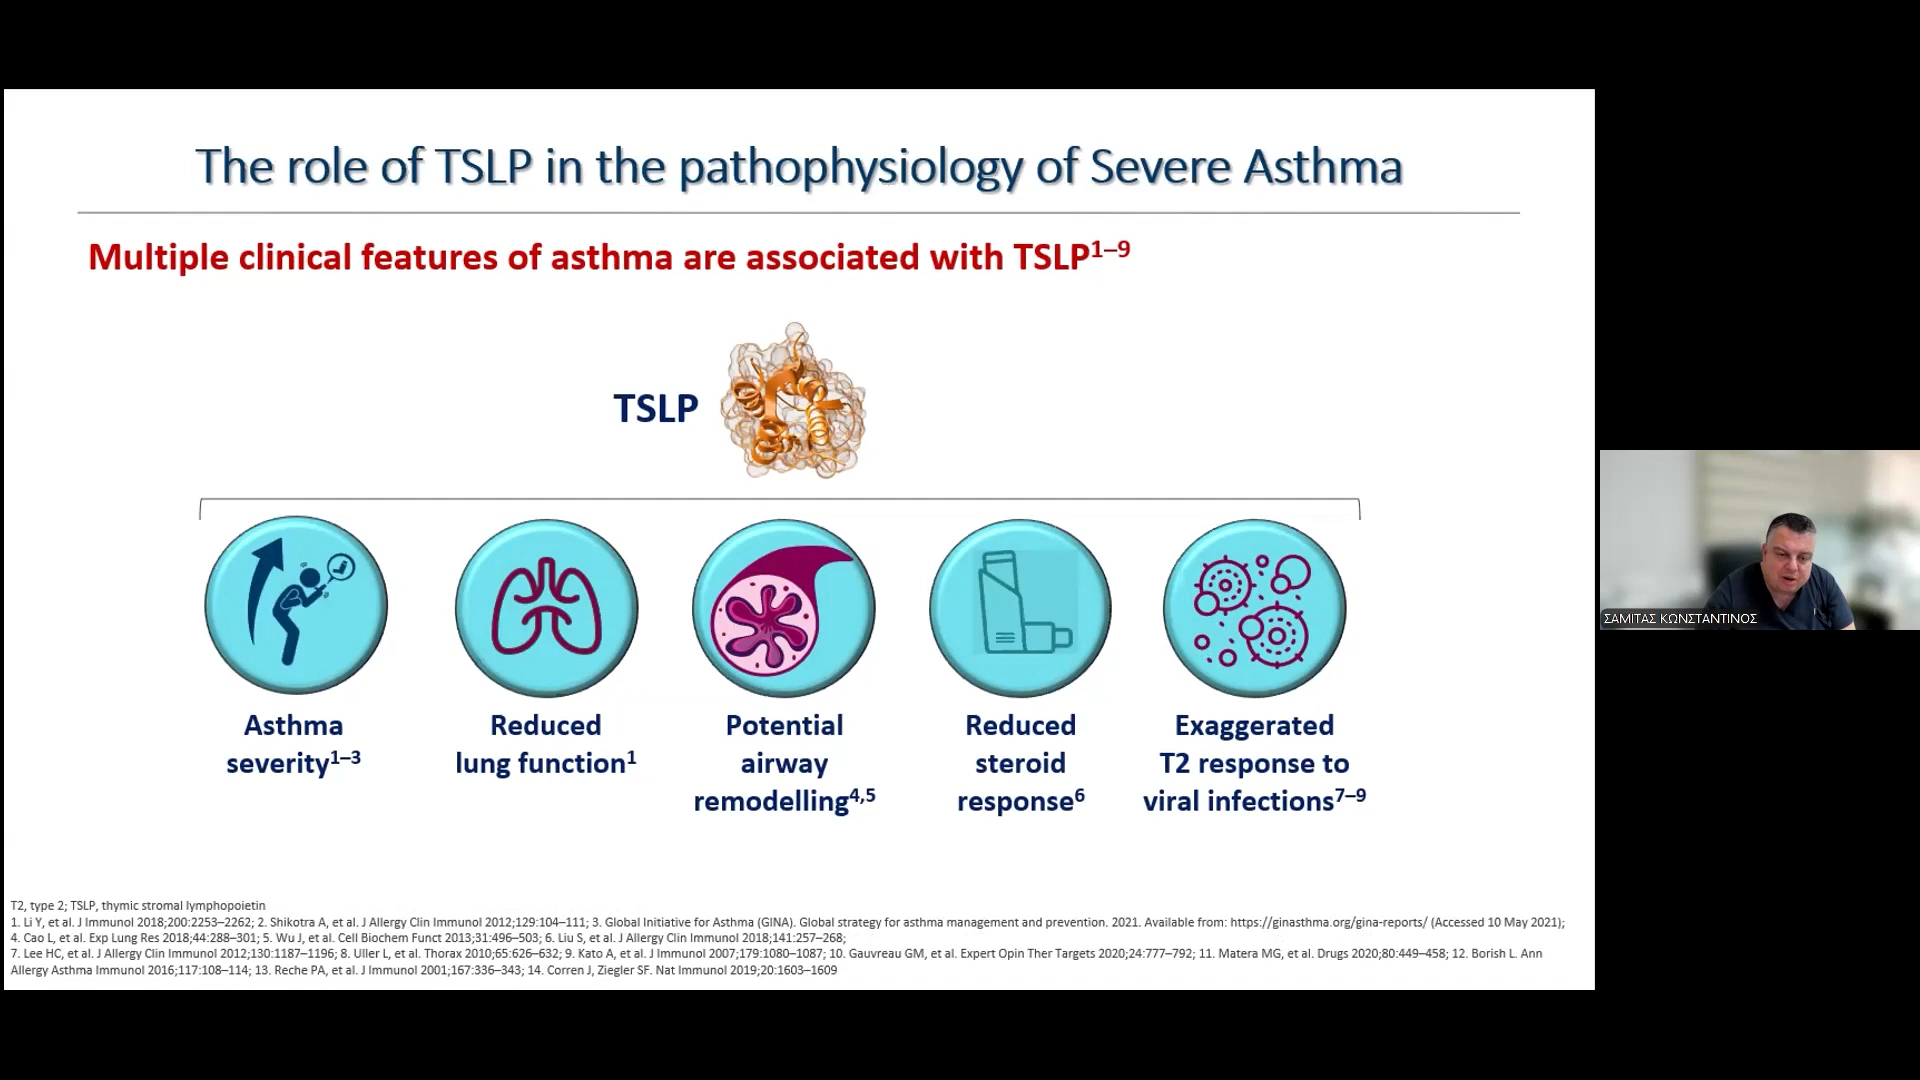 The role of TSLP in the pathophysiology of Severe Asthma
Multiple clinical features of asthma are associated with TSLP1–9
TSLP
Asthma
severity1–3
Reduced
lung function1
Potential
airway
remodelling4,5
Reduced
steroid
response6
Exaggerated
T2 response to
viral infections7–9
ΣΑΜΙΤΑΣ ΚΩΝΣΤΑΝΤΙΝΟΣ
T2, type 2; TSLP, thymic stromal lymphopoietin
1. Li Y, et al. J Immunol 2018;200:2253–2262; 2. Shikotra A, et al. J Allergy Clin Immunol 2012;129:104–111; 3. Global Initiative for Asthma (GINA). Global strategy for asthma management and prevention. 2021. Available from: https://ginasthma.org/gina-reports/ (Accessed 10 May 2021);
4. Cao L, et al. Exp Lung Res 2018;44:288–301; 5. Wu J, et al. Cell Biochem Funct 2013;31:496–503; 6. Liu S, et al. J Allergy Clin Immunol 2018;141:257–268;
7. Lee HC, et al. J Allergy Clin Immunol 2012;130:1187–1196; 8. Uller L, et al. Thorax 2010;65:626–632; 9. Kato A, et al. J Immunol 2007;179:1080–1087; 10. Gauvreau GM, et al. Expert Opin Ther Targets 2020;24:777–792; 11. Matera MG, et al. Drugs 2020;80:449–458; 12. Borish L. Ann
Allergy Asthma Immunol 2016;117:108–114; 13. Reche PA, et al. J Immunol 2001;167:336–343; 14. Corren J, Ziegler SF. Nat Immunol 2019;20:1603–1609